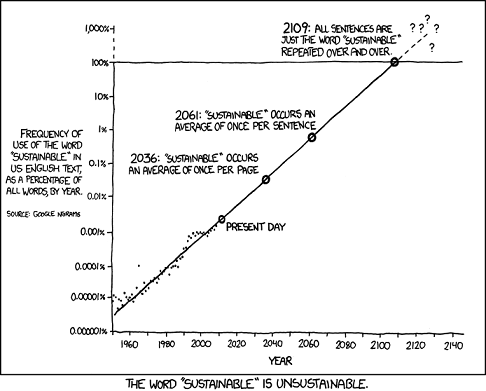 1,000%
100%
10%
1%
0.1%
0.01%
0.001%
0.0001%
0.00001%
0.000001%
FREQUENCY OF
USE OF THE WORD
"SUSTAINABLE" IN
US ENGLISH TEXT,
AS A PERCENTAGE OF
ALL WORDS, BY YEAR.
SOURCE: GOOGLE NGRAMS
2109: ALL SENTENCES ARE
JUST THE WORD "SUSTAINABLE"
REPEATED OVER AND OVER.
?
? ? ?
?
2061: "SUSTAINABLE" OCCURS AN
AVERAGE OF ONCE PER SENTENCE
2036: "SUSTAINABLE" OCCURS
AN AVERAGE OF ONCE PER PAGE
PRESENT DAY
1960 1980 2000 2020 2040 2060 2080 2100 2120 2140
YEAR
THE WORD "SUSTAINABLE" IS UNSUSTAINABLE.